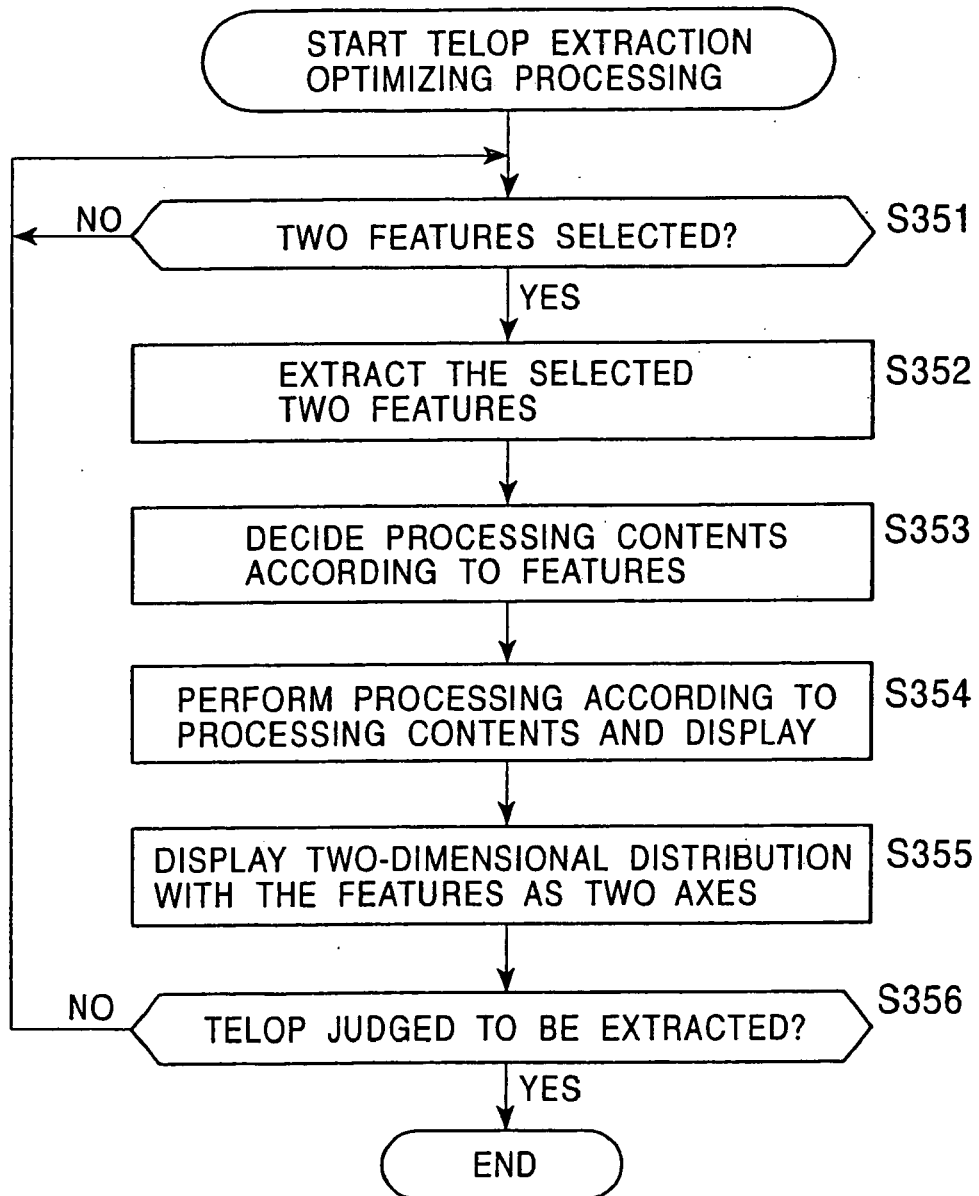 START TELOP EXTRACTION
OPTIMIZING PROCESSING
NO
TWO FEATURES SELECTED?
S351
YES
EXTRACT THE SELECTED
TWO FEATURES
S352
DECIDE PROCESSING CONTENTS
ACCORDING TO FEATURES
S353
PERFORM PROCESSING ACCORDING TO
PROCESSING CONTENTS AND DISPLAY
S354
DISPLAY TWO-DIMENSIONAL DISTRIBUTION
WITH THE FEATURES AS TWO AXES
S355
NO
TELOP JUDGED TO BE EXTRACTED?
S356
YES
END